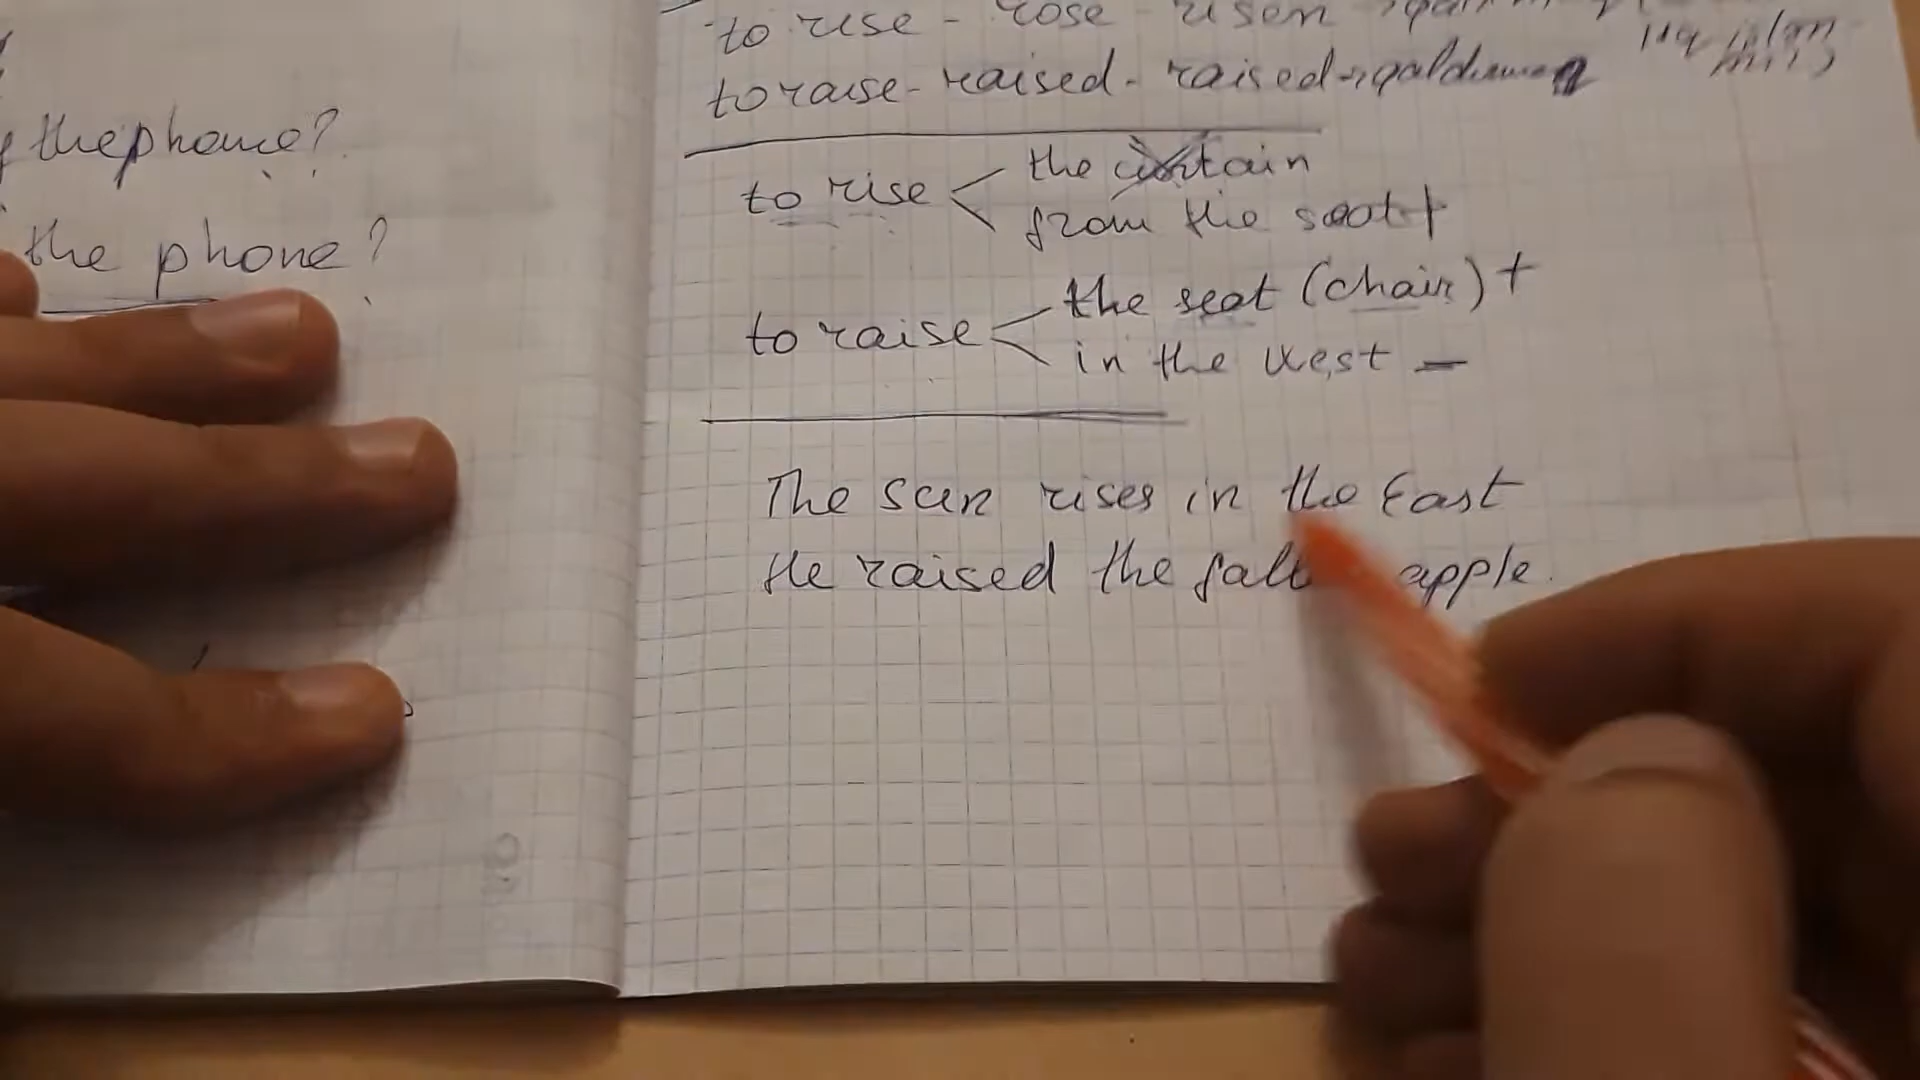 the phone?
the phone?
to rise - rose - risen
to raise - raised - raised → qaldırmaq
to rise < the curtain
from the seat +
to raise < the seat (chair) +
in the West -
The sun rises in the East
He raised the apple.